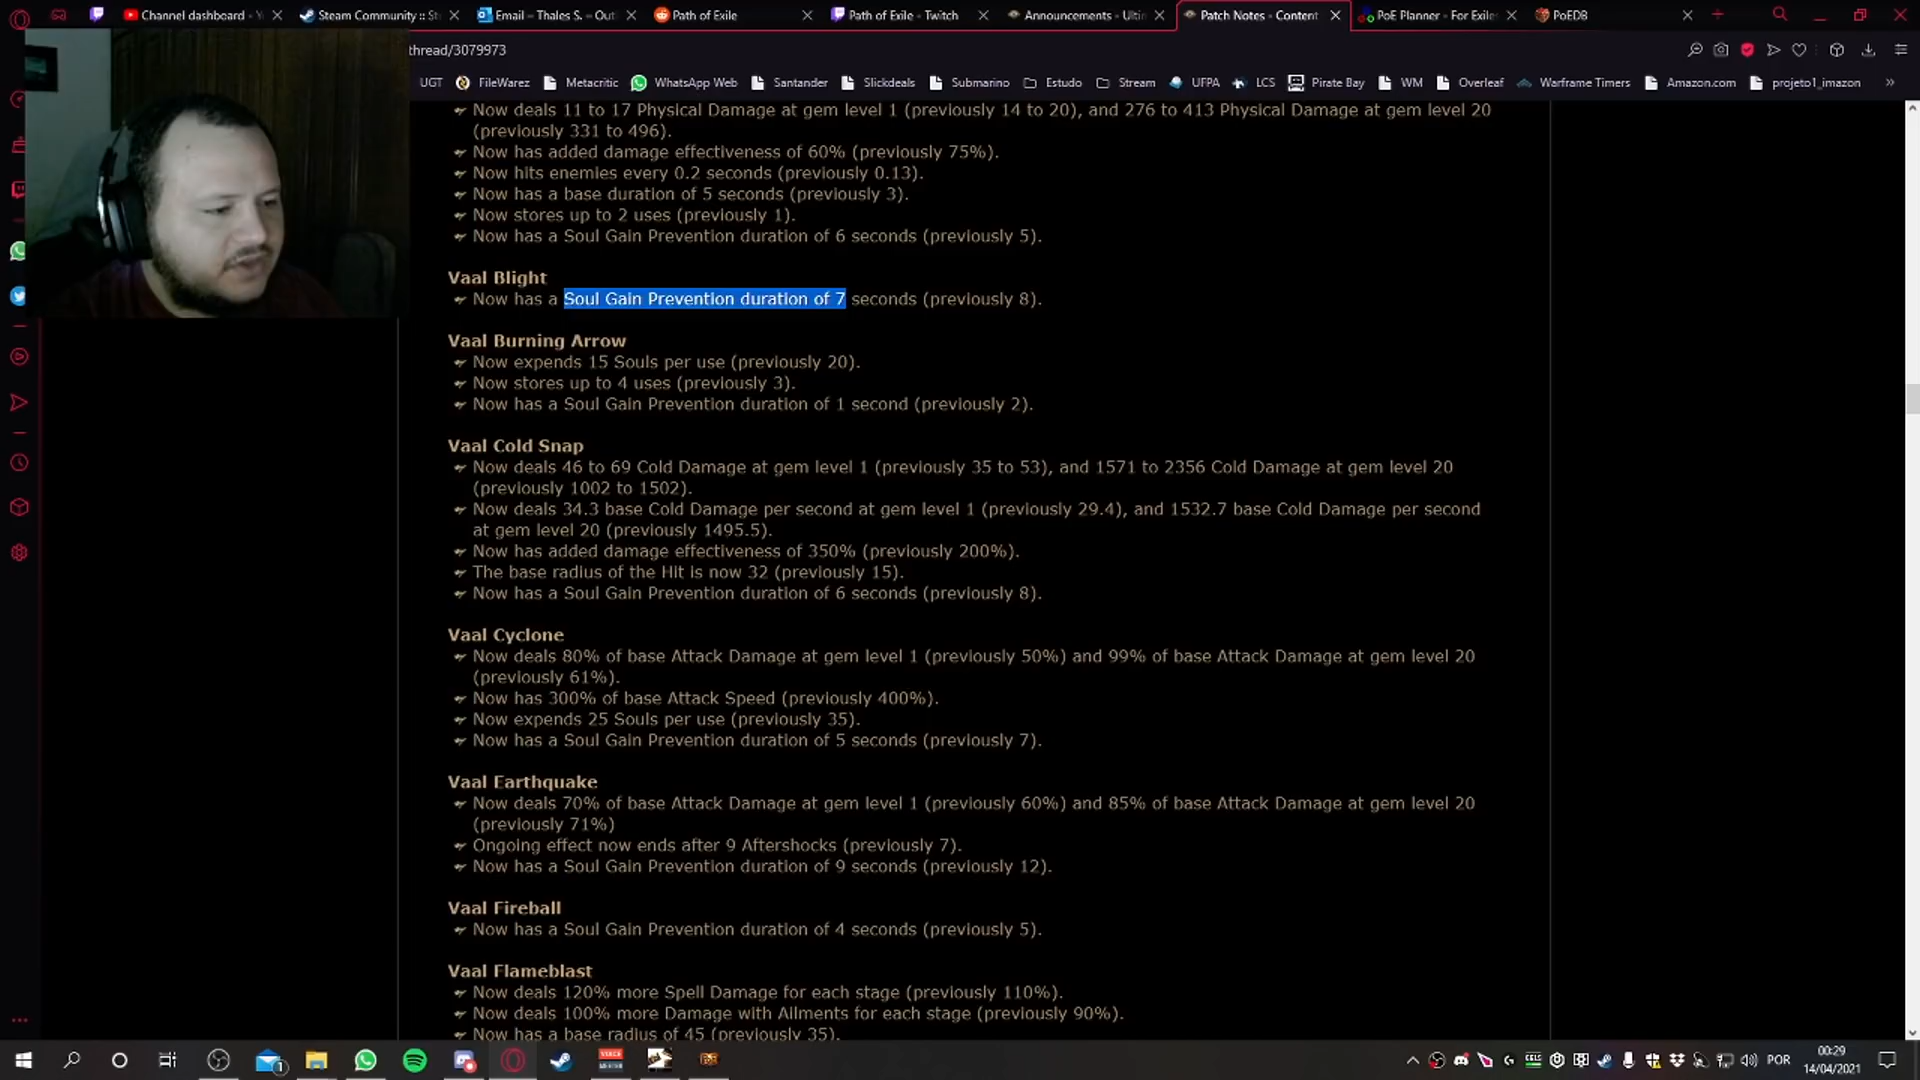 Channel dashboard - Y
Steam Community :: St
Email – Thales S. – Out
Path of Exile
Path of Exile - Twitch
Announcements - Ultim
Patch Notes - Content
PoE Planner - For Exile
PoEDB
thread/3079973
UGT
FileWarez
Metacritic
WhatsApp Web
Santander
Slickdeals
Submarino
Estudo
Stream
UFPA
LCS
Pirate Bay
WM
Overleaf
Warframe Timers
Amazon.com
projeto1_imazon
Now deals 11 to 17 Physical Damage at gem level 1 (previously 14 to 20), and 276 to 413 Physical Damage at gem level 20
(previously 331 to 496).
Now has added damage effectiveness of 60% (previously 75%).
Now hits enemies every 0.2 seconds (previously 0.13).
Now has a base duration of 5 seconds (previously 3).
Now stores up to 2 uses (previously 1).
Now has a Soul Gain Prevention duration of 6 seconds (previously 5).
Vaal Blight
Now has a Soul Gain Prevention duration of 7 seconds (previously 8).
Vaal Burning Arrow
Now expends 15 Souls per use (previously 20).
Now stores up to 4 uses (previously 3).
Now has a Soul Gain Prevention duration of 1 second (previously 2).
Vaal Cold Snap
Now deals 46 to 69 Cold Damage at gem level 1 (previously 35 to 53), and 1571 to 2356 Cold Damage at gem level 20
(previously 1002 to 1502).
Now deals 34.3 base Cold Damage per second at gem level 1 (previously 29.4), and 1532.7 base Cold Damage per second
at gem level 20 (previously 1495.5).
Now has added damage effectiveness of 350% (previously 200%).
The base radius of the Hit is now 32 (previously 15).
Now has a Soul Gain Prevention duration of 6 seconds (previously 8).
Vaal Cyclone
Now deals 80% of base Attack Damage at gem level 1 (previously 50%) and 99% of base Attack Damage at gem level 20
(previously 61%).
Now has 300% of base Attack Speed (previously 400%).
Now expends 25 Souls per use (previously 35).
Now has a Soul Gain Prevention duration of 5 seconds (previously 7).
Vaal Earthquake
Now deals 70% of base Attack Damage at gem level 1 (previously 60%) and 85% of base Attack Damage at gem level 20
(previously 71%)
Ongoing effect now ends after 9 Aftershocks (previously 7).
Now has a Soul Gain Prevention duration of 9 seconds (previously 12).
Vaal Fireball
Now has a Soul Gain Prevention duration of 4 seconds (previously 5).
Vaal Flameblast
Now deals 120% more Spell Damage for each stage (previously 110%).
Now deals 100% more Damage with Ailments for each stage (previously 90%).
Now has a base radius of 45 (previously 35).
POR
00:29
14/04/2021